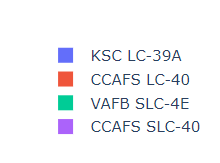 KSC LC-39A
CCAFS LC-40
VAFB SLC-4E
CCAFS SLC-40